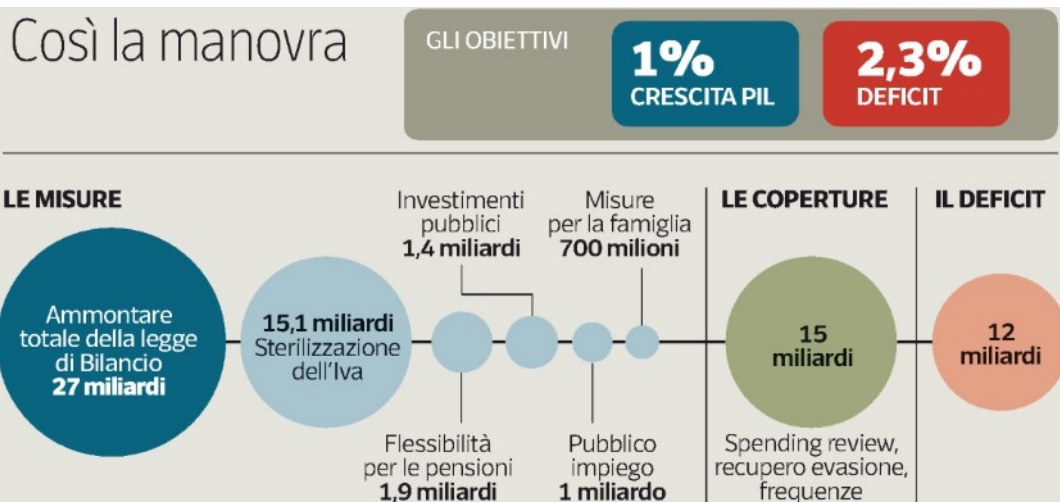 Così la manovra
GLI OBIETTIVI
1%
CRESCITA PIL
2,3%
DEFICIT
LE MISURE
Ammontare
totale della legge
di Bilancio
27 miliardi
15,1 miliardi
Sterilizzazione
dell'Iva
Flessibilità
per le pensioni
1,9 miliardi
Investimenti
pubblici
1,4 miliardi
Pubblico
impiego
1 miliardo
Misure
per la famiglia
700 milioni
LE COPERTURE
15
miliardi
Spending review,
recupero evasione,
frequenze
IL DEFICIT
12
miliardi